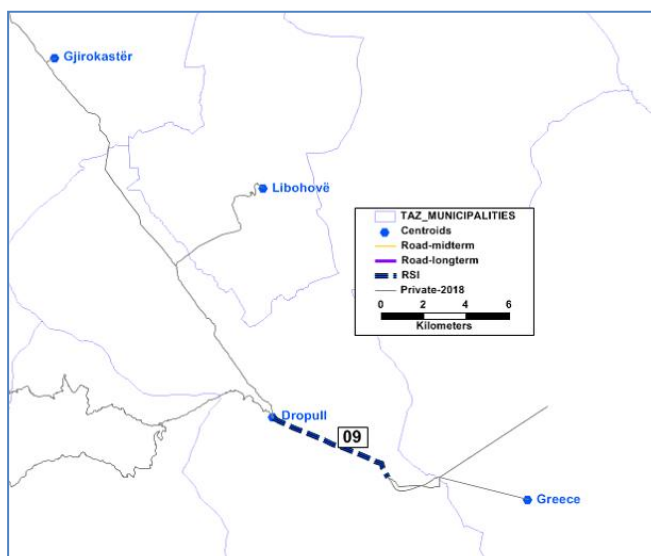 Gjirokastër
Libohovë
TAZ_MUNICIPALITIES
Centroids
Road-midterm
Road-longterm
RSI
Private-2018
0 2 4 6
Kilometers
09
Dropull
Greece